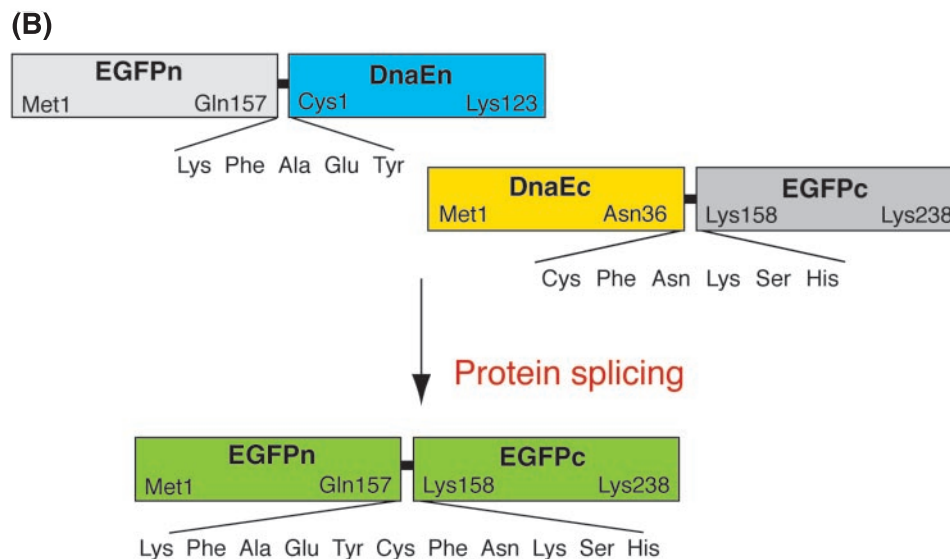 (B)
EGFPn DnaEn
Met1 Gln157 Cys1 Lys123
Lys Phe Ala Glu Tyr
DnaEc EGFPc
Met1 Asn36 Lys158 Lys238
Cys Phe Asn Lys Ser His
Protein splicing
EGFPn EGFPc
Met1 Gln157 Lys158 Lys238
Lys Phe Ala Glu Tyr Cys Phe Asn Lys Ser His